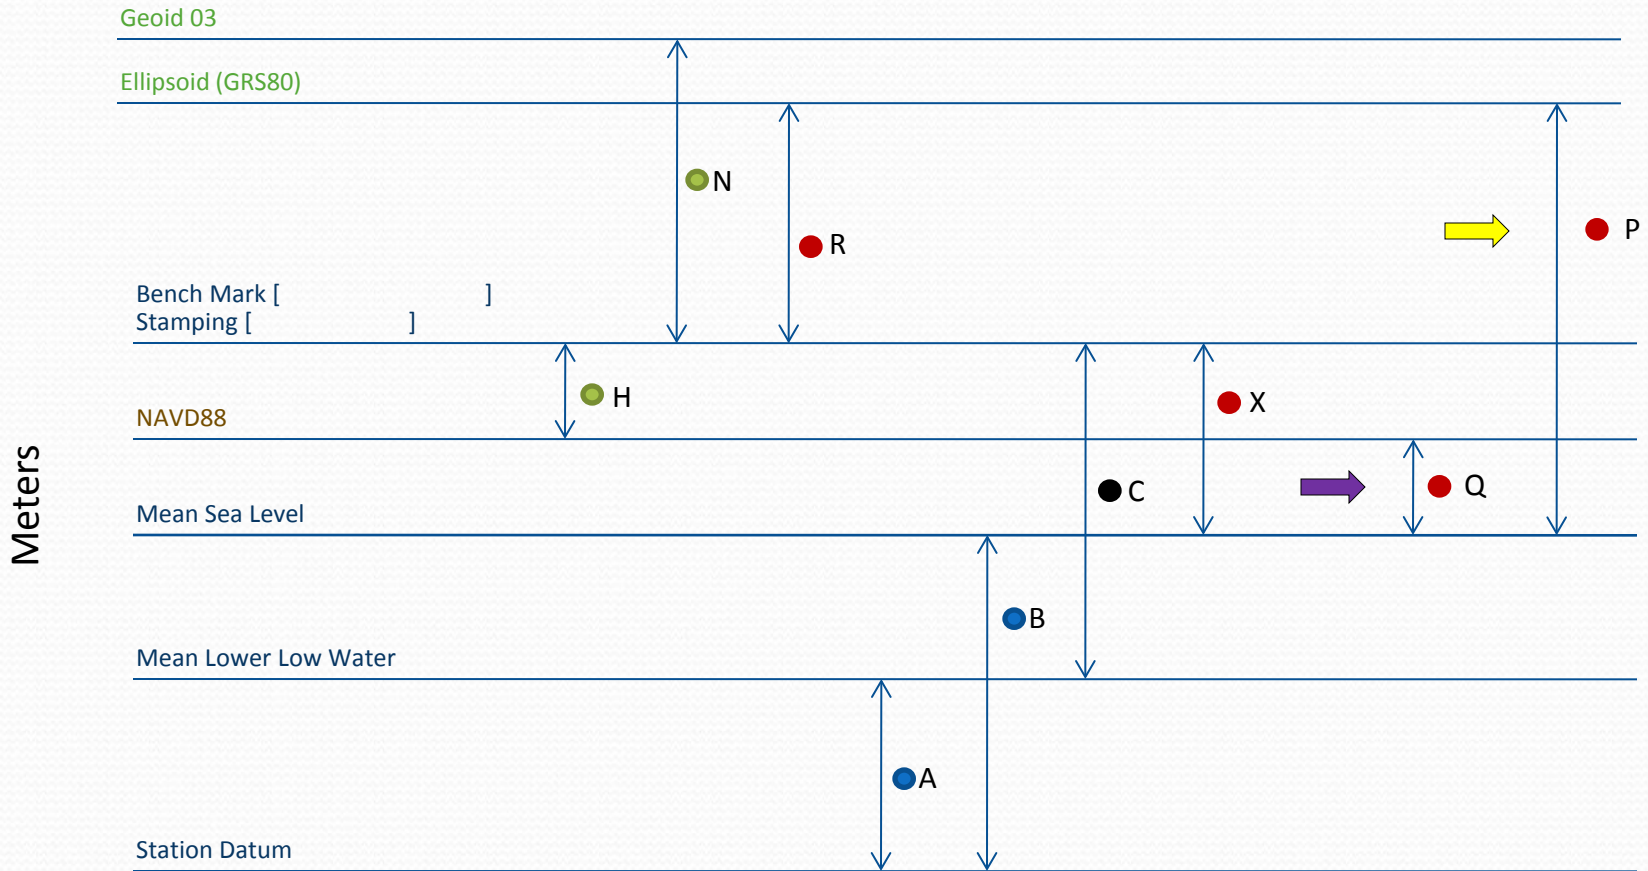 Geoid 03
Ellipsoid (GRS80)
N
R
P
Bench Mark [ ]
Stamping [ ]
H
X
NAVD88
C
Q
Mean Sea Level
B
Mean Lower Low Water
A
Station Datum
Meters